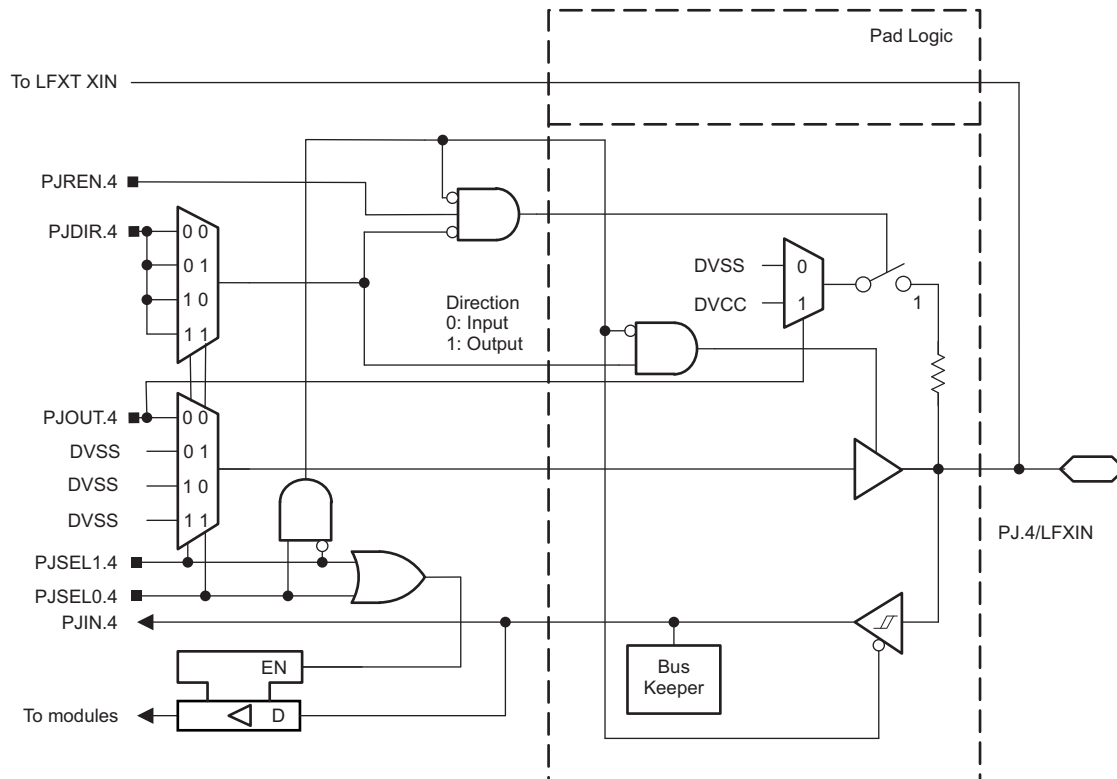 Pad Logic
To LFXT XIN
PJREN.4
PJDIR.4
0 0
0 1
1 0
1 1
Direction
0: Input
1: Output
DVSS
0
DVCC
1
1
PJOUT.4
0 0
DVSS
0 1
DVSS
1 0
DVSS
1 1
PJ.4/LFXIN
PJSEL1.4
PJSEL0.4
PJIN.4
EN
Bus
Keeper
To modules
D